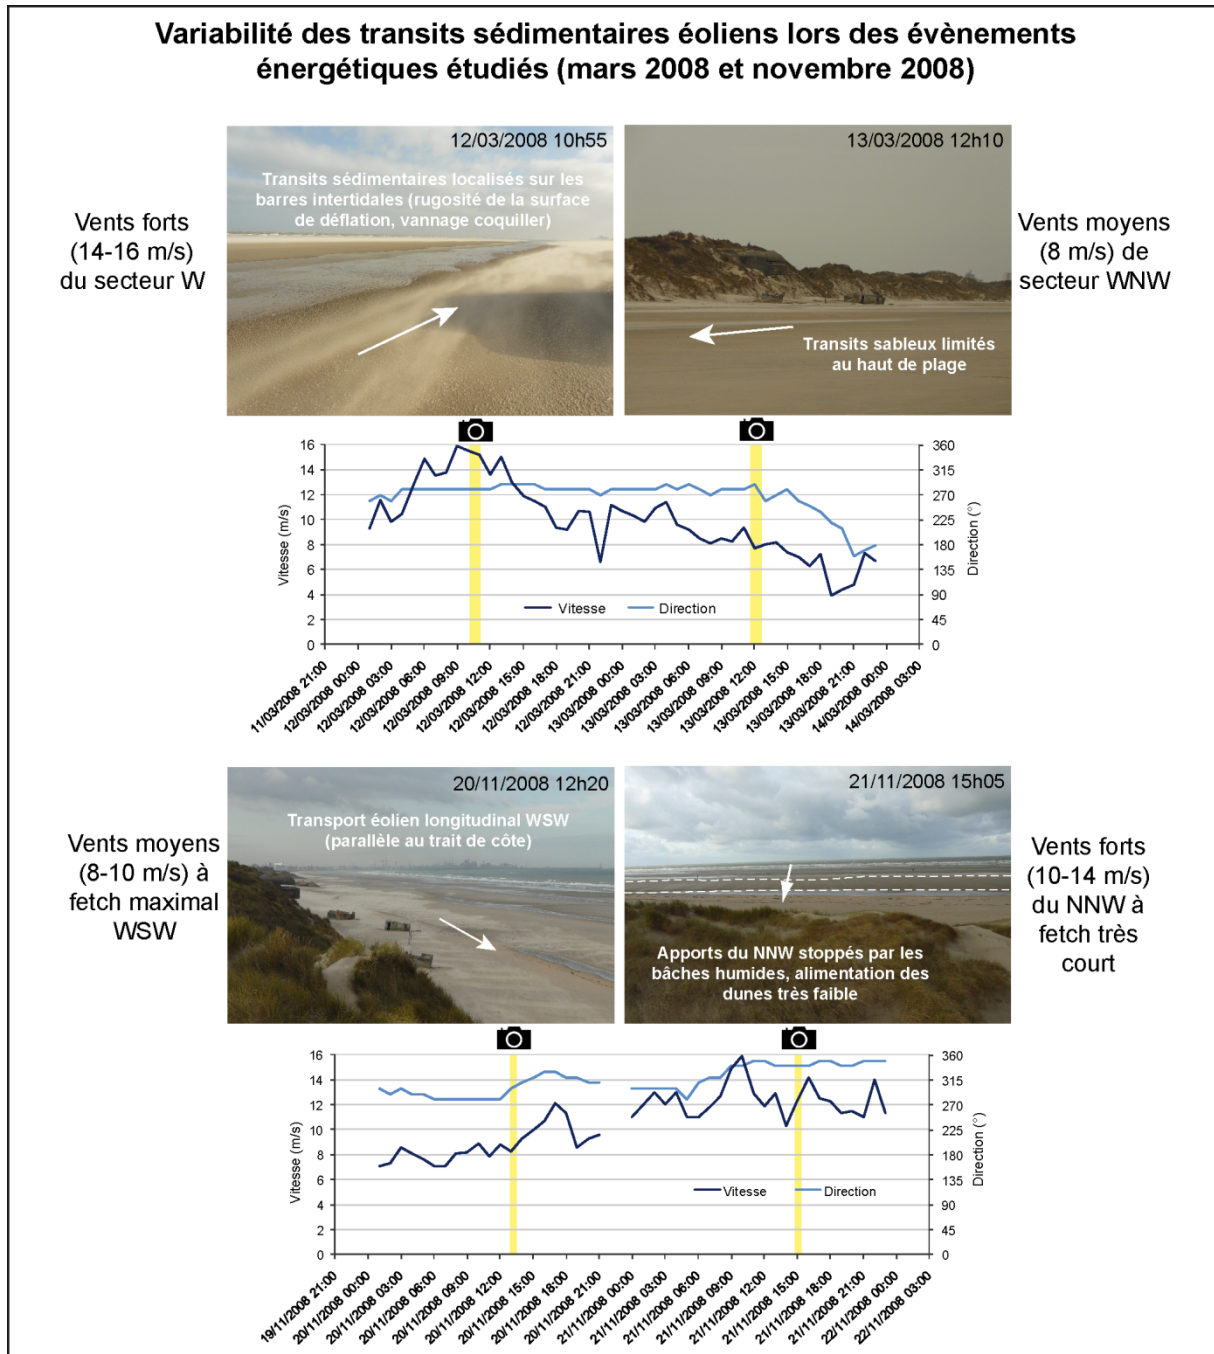 Variabilité des transits sédimentaires éoliens lors des évènements
énergétiques étudiés (mars 2008 et novembre 2008)
12/03/2008 10h55
Transits sédimentaires localisés sur les
barres intertidales (rugosité de la surface
de déflation, vannage coquiller)
Vents forts
(14-16 m/s)
du secteur W
13/03/2008 12h10
Transits sableux limités
au haut de plage
Vents moyens
(8 m/s) de
secteur WNW
Vitesse (m/s)
16
14
12
10
8
6
4
2
0
360
315
270
225
180
135
90
45
0
Direction (°)
Vitesse
Direction
11/03/2008 21:00
12/03/2008 00:00
12/03/2008 03:00
12/03/2008 06:00
12/03/2008 09:00
12/03/2008 12:00
12/03/2008 15:00
12/03/2008 18:00
12/03/2008 21:00
13/03/2008 00:00
13/03/2008 03:00
13/03/2008 06:00
13/03/2008 09:00
13/03/2008 12:00
13/03/2008 15:00
13/03/2008 18:00
13/03/2008 21:00
14/03/2008 00:00
14/03/2008 03:00
20/11/2008 12h20
Transport éolien longitudinal WSW
(parallèle au trait de côte)
Vents moyens
(8-10 m/s) à
fetch maximal
WSW
21/11/2008 15h05
Apports du NNW stoppés par les
bâches humides, alimentation des
dunes très faible
Vents forts
(10-14 m/s)
du NNW à
fetch très
court
Vitesse (m/s)
16
14
12
10
8
6
4
2
0
360
315
270
225
180
135
90
45
0
Direction (°)
Vitesse
Direction
19/11/2008 21:00
20/11/2008 00:00
20/11/2008 03:00
20/11/2008 06:00
20/11/2008 09:00
20/11/2008 12:00
20/11/2008 15:00
20/11/2008 18:00
20/11/2008 21:00
21/11/2008 00:00
21/11/2008 03:00
21/11/2008 06:00
21/11/2008 09:00
21/11/2008 12:00
21/11/2008 15:00
21/11/2008 18:00
21/11/2008 21:00
22/11/2008 00:00
22/11/2008 03:00